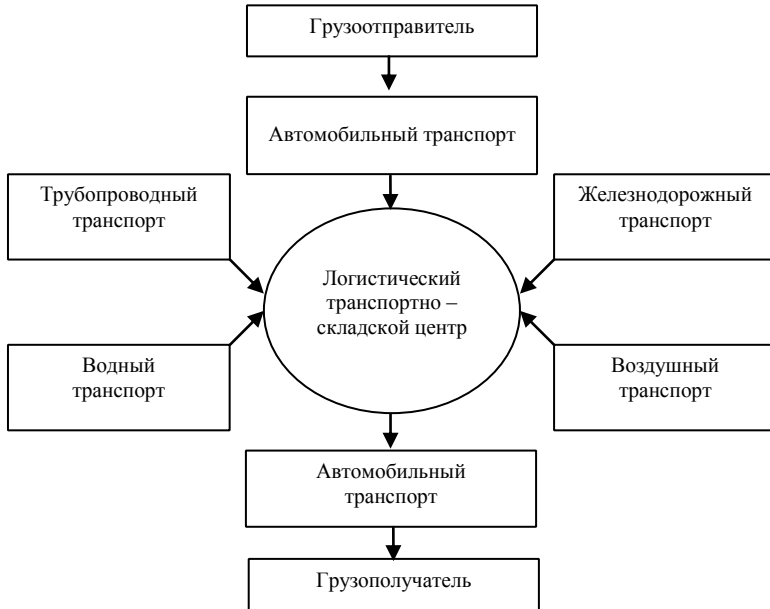 Грузоотправитель
Автомобильный транспорт
Трубопроводный
транспорт
Железнодорожный
транспорт
Логистический
транспортно –
складской центр
Водный
транспорт
Воздушный
транспорт
Автомобильный
транспорт
Грузополучатель